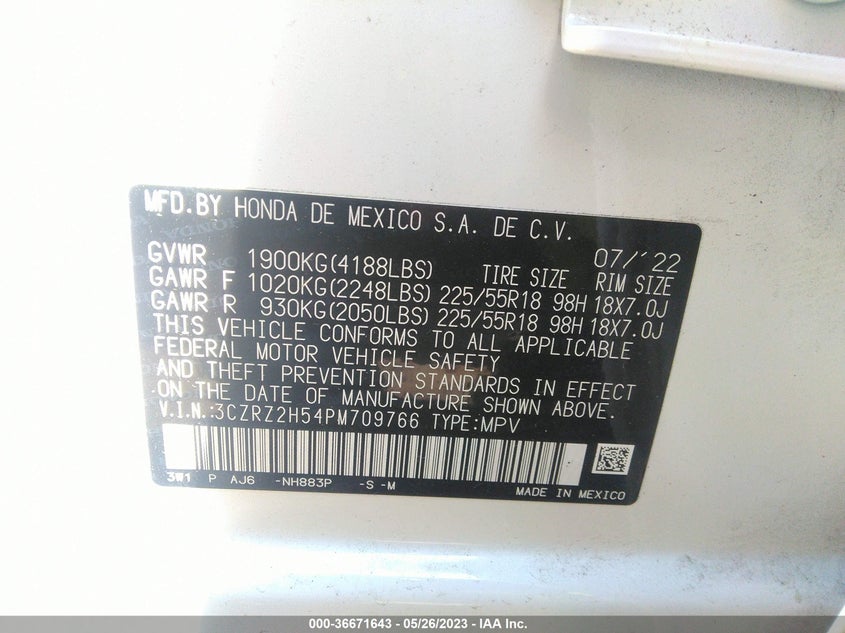 MFD.BY HONDA DE MEXICO S.A. DE C.V.
07/'22
GVWR 1900KG(4188LBS) TIRE SIZE RIM SIZE
GAWR F 1020KG(2248LBS) 225/55R18 98H 18X7.0J
GAWR R 930KG(2050LBS) 225/55R18 98H 18X7.0J
THIS VEHICLE CONFORMS TO ALL APPLICABLE
FEDERAL MOTOR VEHICLE SAFETY
AND THEFT PREVENTION STANDARDS IN EFFECT
ON THE DATE OF MANUFACTURE SHOWN ABOVE.
V.I.N.:3CZRZ2H54PM709766 TYPE:MPV
3W1 P AJ6 -NH883P -S -M
MADE IN MEXICO
000-36671643 / 05/26/2023 - IAA Inc.